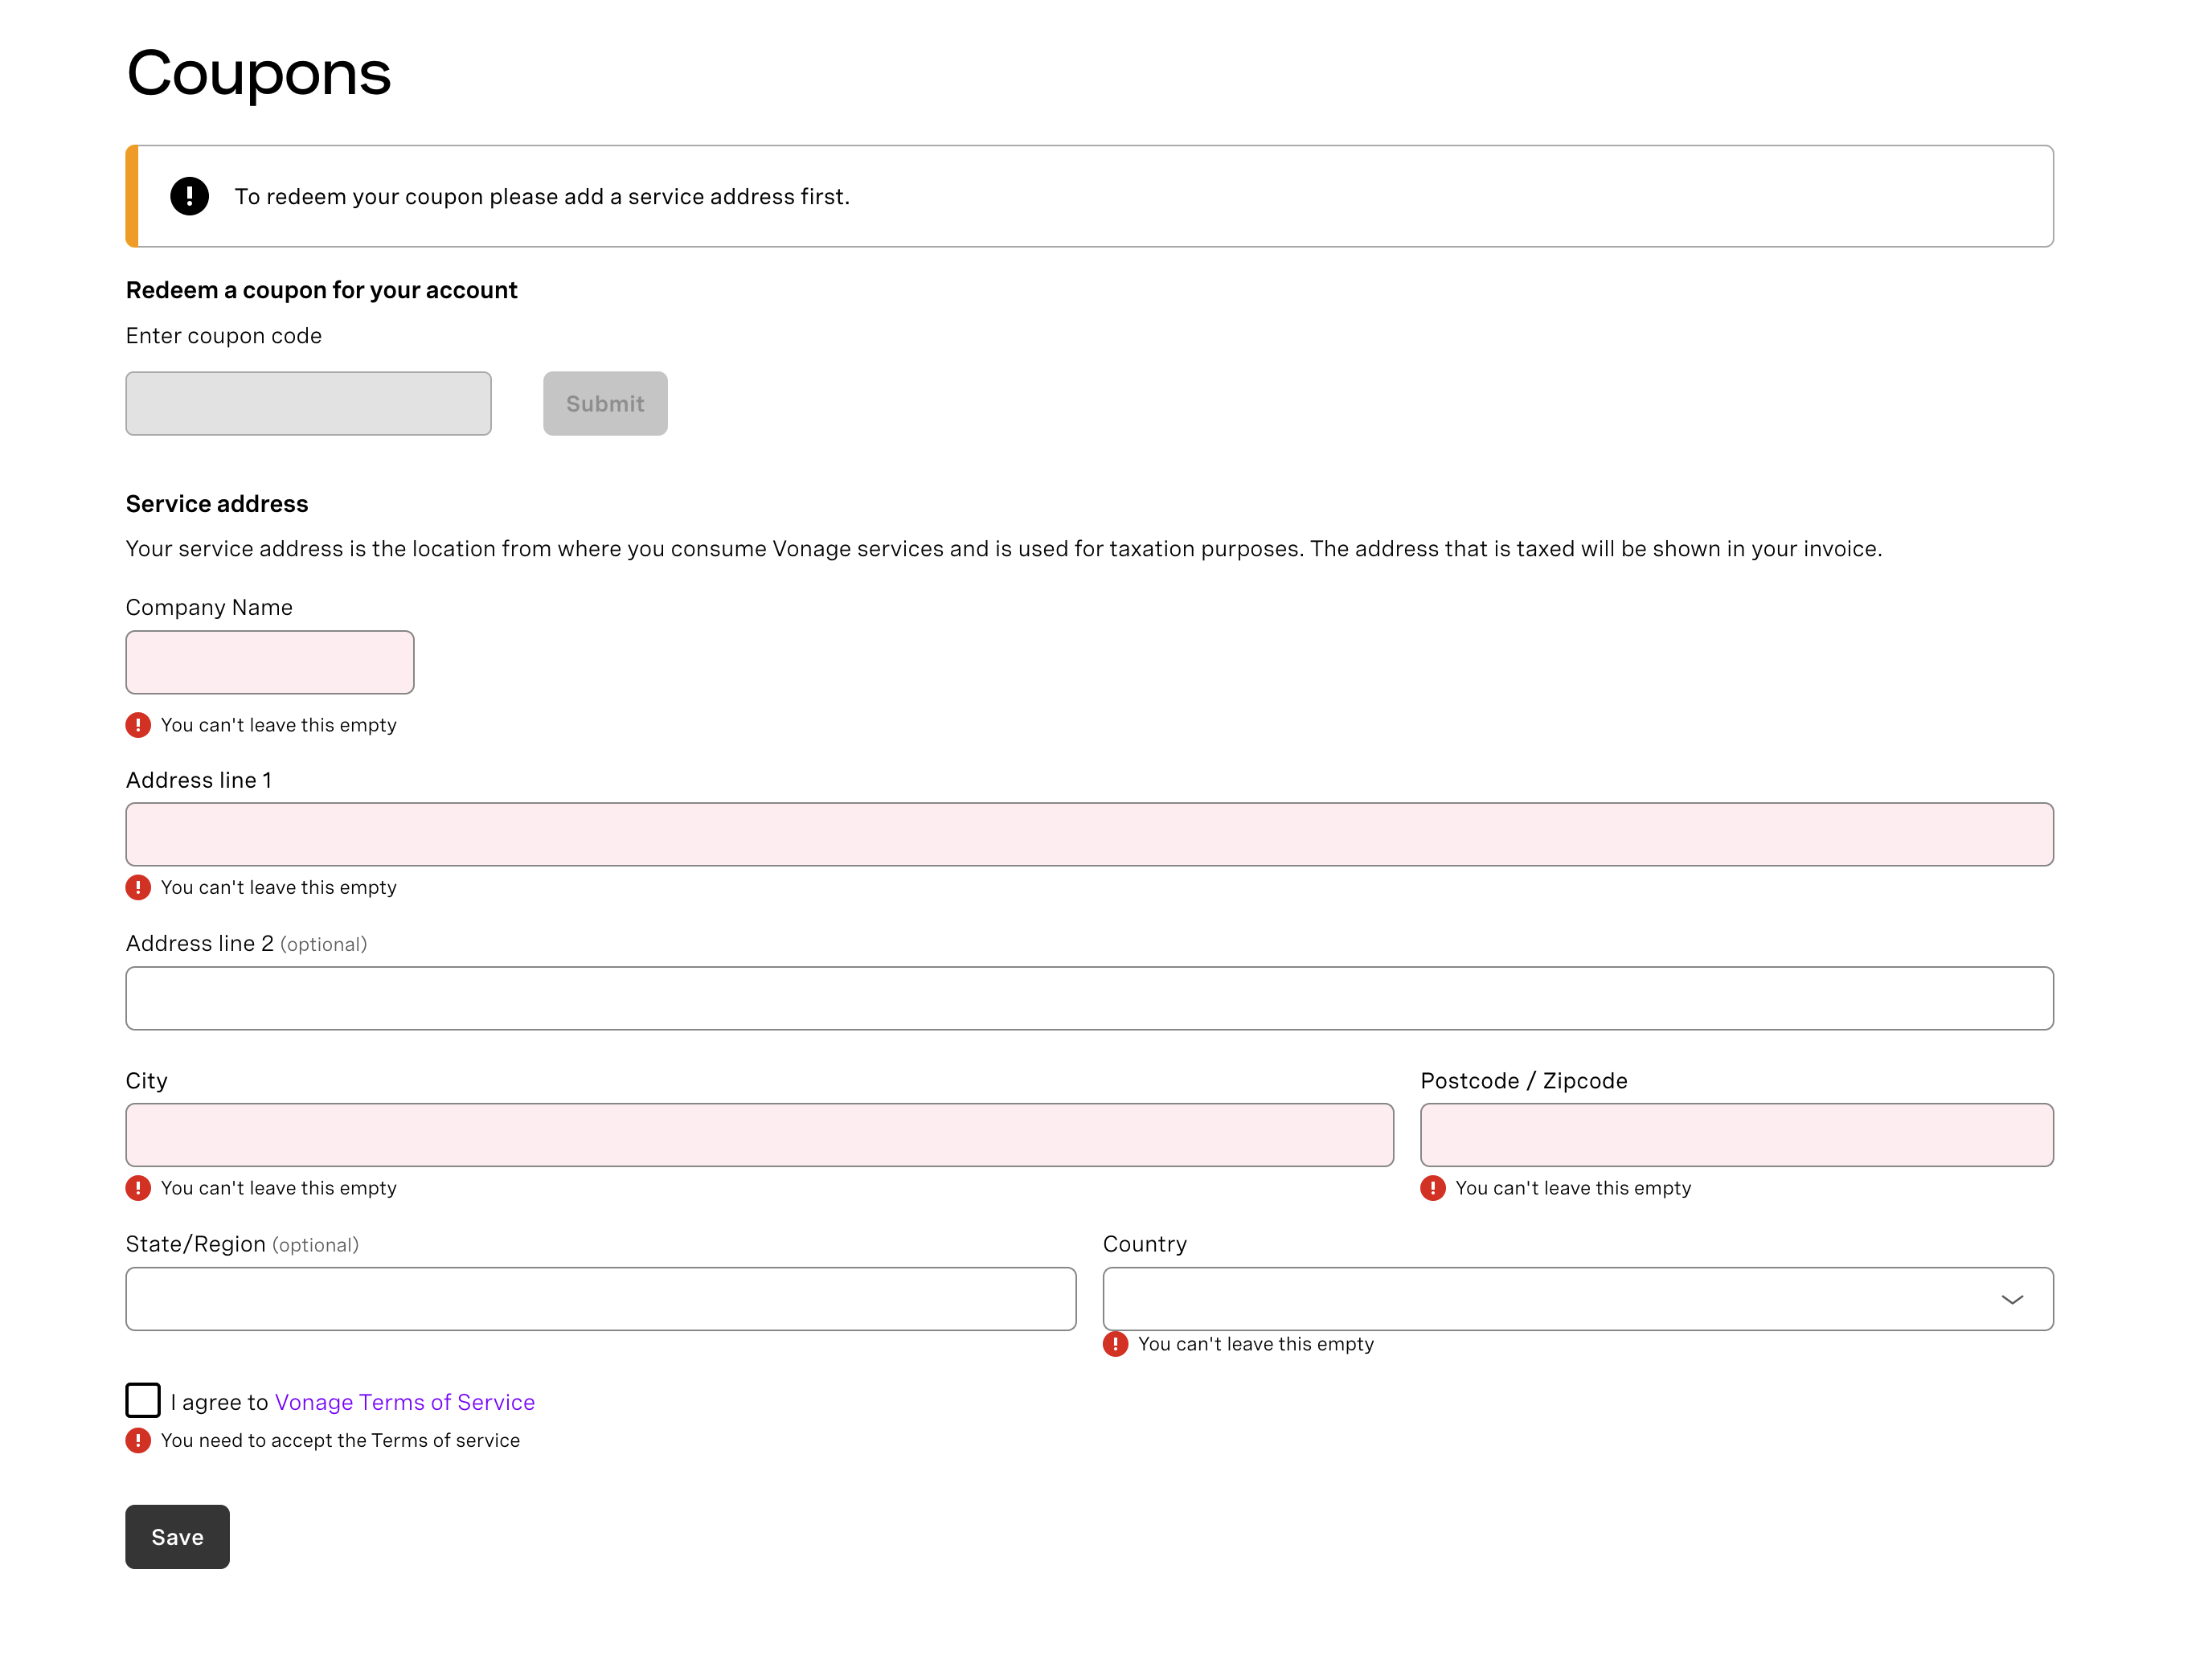 Coupons
To redeem your coupon please add a service address first.
Redeem a coupon for your account
Enter coupon code
Submit
Service address
Your service address is the location from where you consume Vonage services and is used for taxation purposes. The address that is taxed will be shown in your invoice.
Company Name
You can't leave this empty
Address line 1
You can't leave this empty
Address line 2 (optional)
City
Postcode / Zipcode
You can't leave this empty
You can't leave this empty
State/Region (optional)
Country
You can't leave this empty
I agree to Vonage Terms of Service
You need to accept the Terms of service
Save